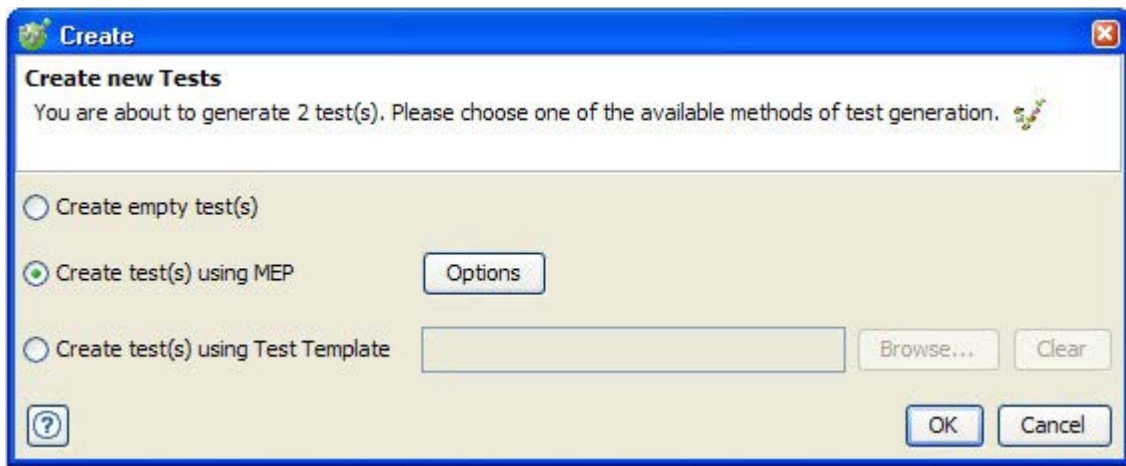 Create
Create new Tests
You are about to generate 2 test(s). Please choose one of the available methods of test generation.
Create empty test(s)
Create test(s) using MEP Options
Create test(s) using Test Template Browse... Clear
? OK Cancel